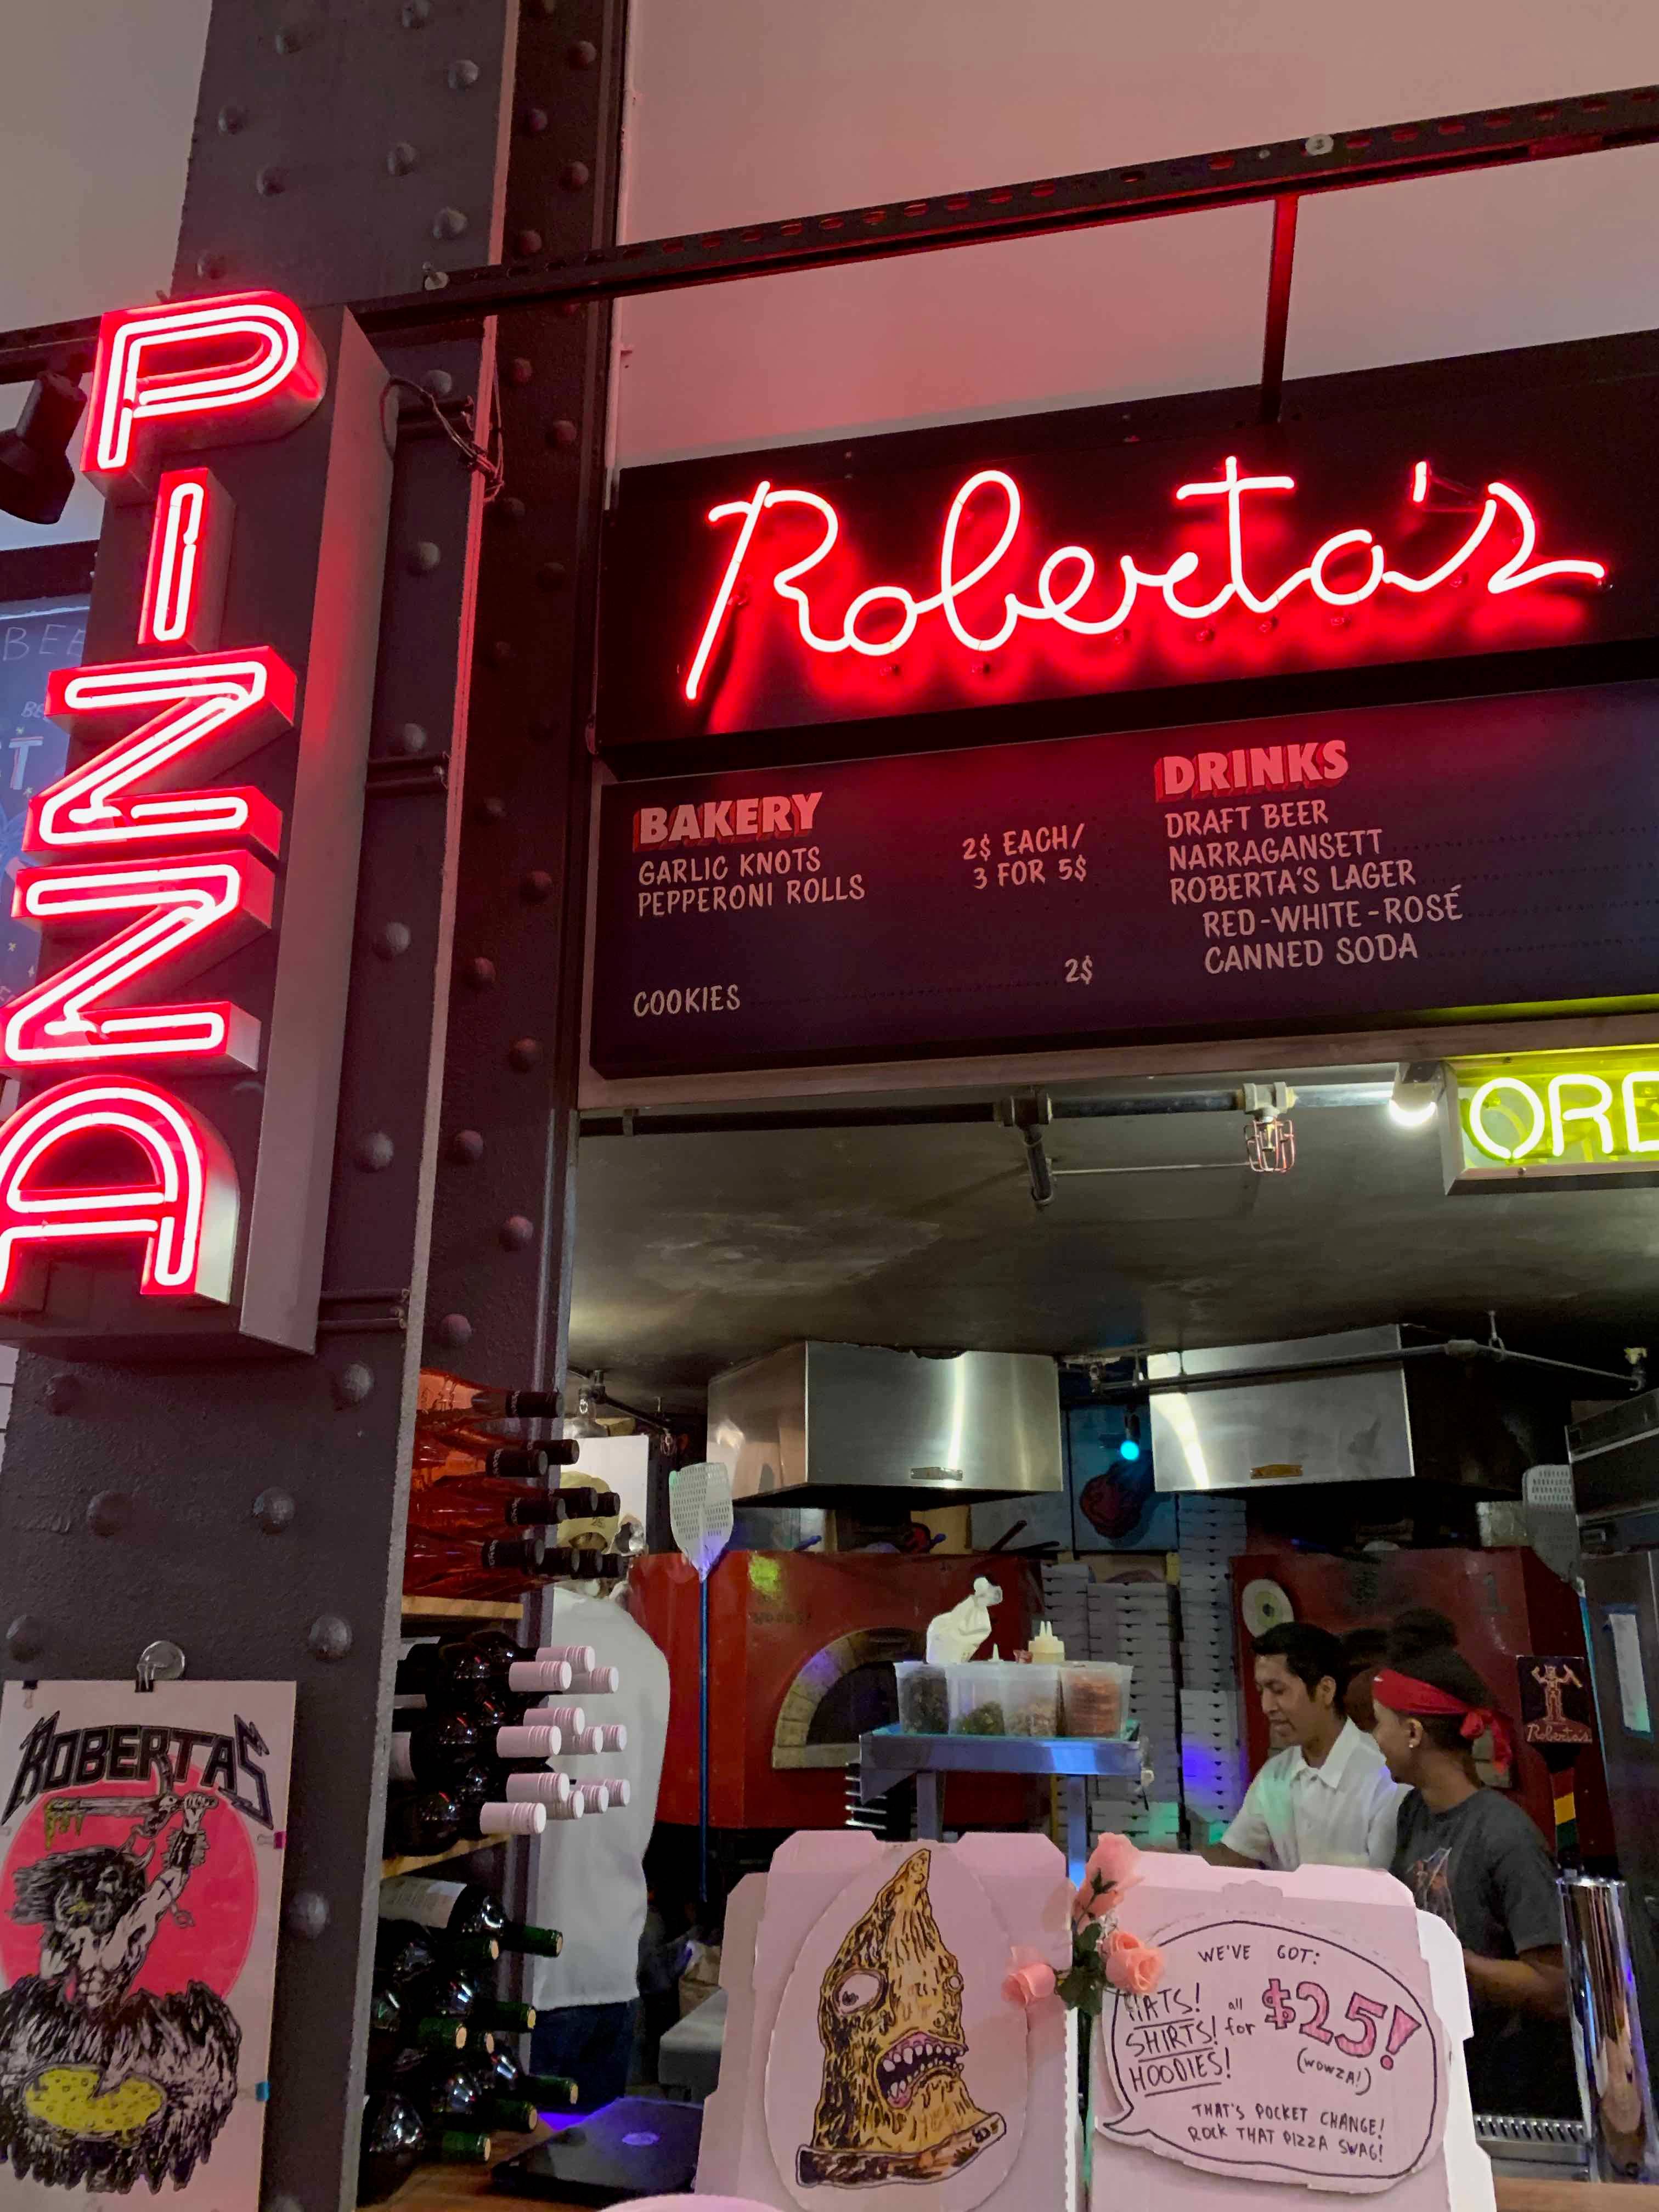 PIZZA
Roberta's
BEE
BAKERY
GARLIC KNOTS
PEPPERONI ROLLS
2$ EACH/
3 FOR 5$
COOKIES
2$
DRINKS
DRAFT BEER
NARRAGANSETT
ROBERTA'S LAGER
RED-WHITE-ROSÉ
CANNED SODA
ORD
ROBERTAS
Roberta's
WE'VE GOT:
HATS!
SHIRTS!
HOODIES!
all
for
$25!
(WOWZA!)
THAT'S POCKET CHANGE!
ROCK THAT PIZZA SWAG!